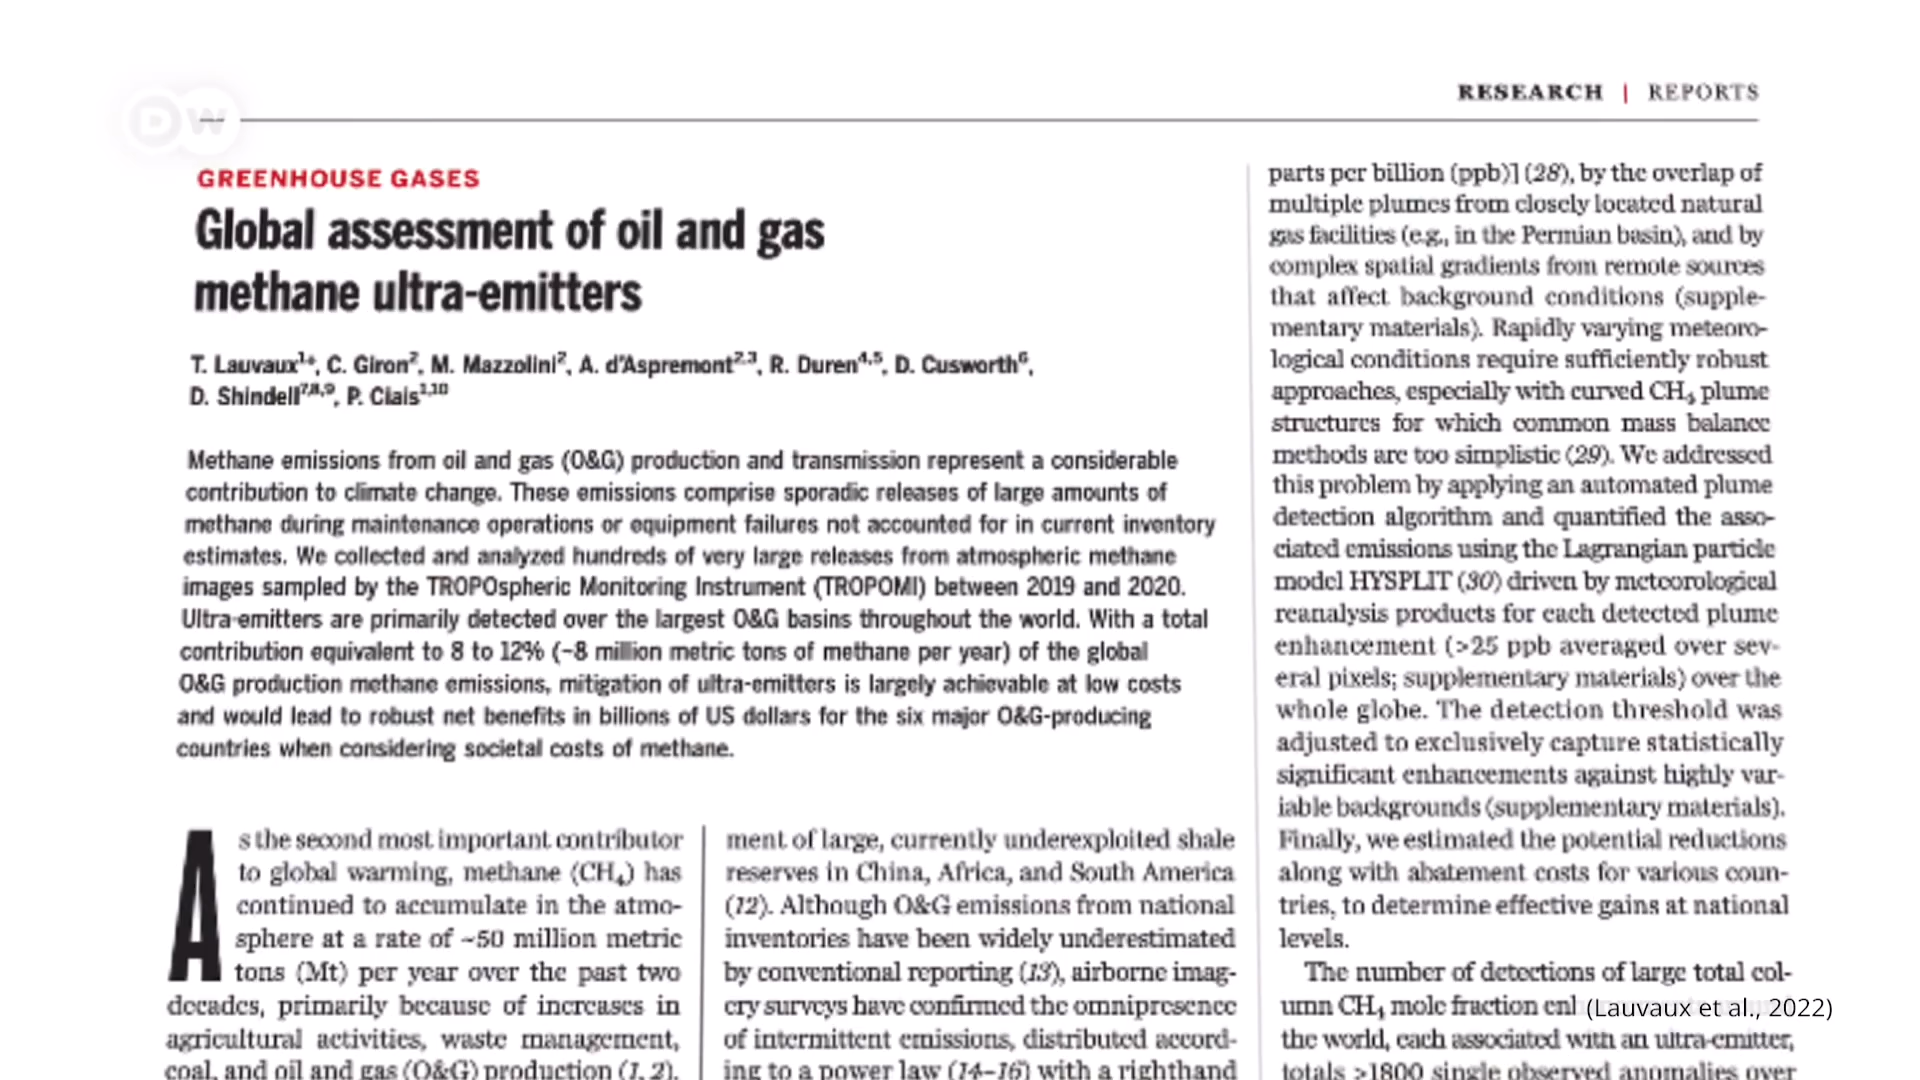 DW
RESEARCH | REPORTS
GREENHOUSE GASES
Global assessment of oil and gas
methane ultra-emitters
T. Lauvaux1*, C. Giron2, M. Mazzolini2, A. d'Aspremont2,3, R. Duren4,5, D. Cusworth6,
D. Shindell7,8,9, P. Ciais1,10
Methane emissions from oil and gas (O&G) production and transmission represent a considerable
contribution to climate change. These emissions comprise sporadic releases of large amounts of
methane during maintenance operations or equipment failures not accounted for in current inventory
estimates. We collected and analyzed hundreds of very large releases from atmospheric methane
images sampled by the TROPOspheric Monitoring Instrument (TROPOMI) between 2019 and 2020.
Ultra-emitters are primarily detected over the largest O&G basins throughout the world. With a total
contribution equivalent to 8 to 12% (~8 million metric tons of methane per year) of the global
O&G production methane emissions, mitigation of ultra-emitters is largely achievable at low costs
and would lead to robust net benefits in billions of US dollars for the six major O&G-producing
countries when considering societal costs of methane.
As the second most important contributor
to global warming, methane (CH4) has
continued to accumulate in the atmo-
sphere at a rate of ~50 million metric
tons (Mt) per year over the past two
decades, primarily because of increases in
agricultural activities, waste management,
coal, and oil and gas (O&G) production (1, 2).
ment of large, currently underexploited shale
reserves in China, Africa, and South America
(12). Although O&G emissions from national
inventories have been widely underestimated
by conventional reporting (13), airborne imag-
ery surveys have confirmed the omnipresence
of intermittent emissions, distributed accord-
ing to a power law (14–16) with a righthand
parts per billion (ppb)] (28), by the overlap of
multiple plumes from closely located natural
gas facilities (e.g., in the Permian basin), and by
complex spatial gradients from remote sources
that affect background conditions (supple-
mentary materials). Rapidly varying meteoro-
logical conditions require sufficiently robust
approaches, especially with curved CH4 plume
structures for which common mass balance
methods are too simplistic (29). We addressed
this problem by applying an automated plume
detection algorithm and quantified the asso-
ciated emissions using the Lagrangian particle
model HYSPLIT (30) driven by meteorological
reanalysis products for each detected plume
enhancement (>25 ppb averaged over sev-
eral pixels; supplementary materials) over the
whole globe. The detection threshold was
adjusted to exclusively capture statistically
significant enhancements against highly var-
iable backgrounds (supplementary materials).
Finally, we estimated the potential reductions
along with abatement costs for various coun-
tries, to determine effective gains at national
levels.
The number of detections of large total col-
umn CH4 mole fraction
the world, each associated with an ultra-emitter,
totals >1800 single observed anomalies over
(Lauvaux et al., 2022)